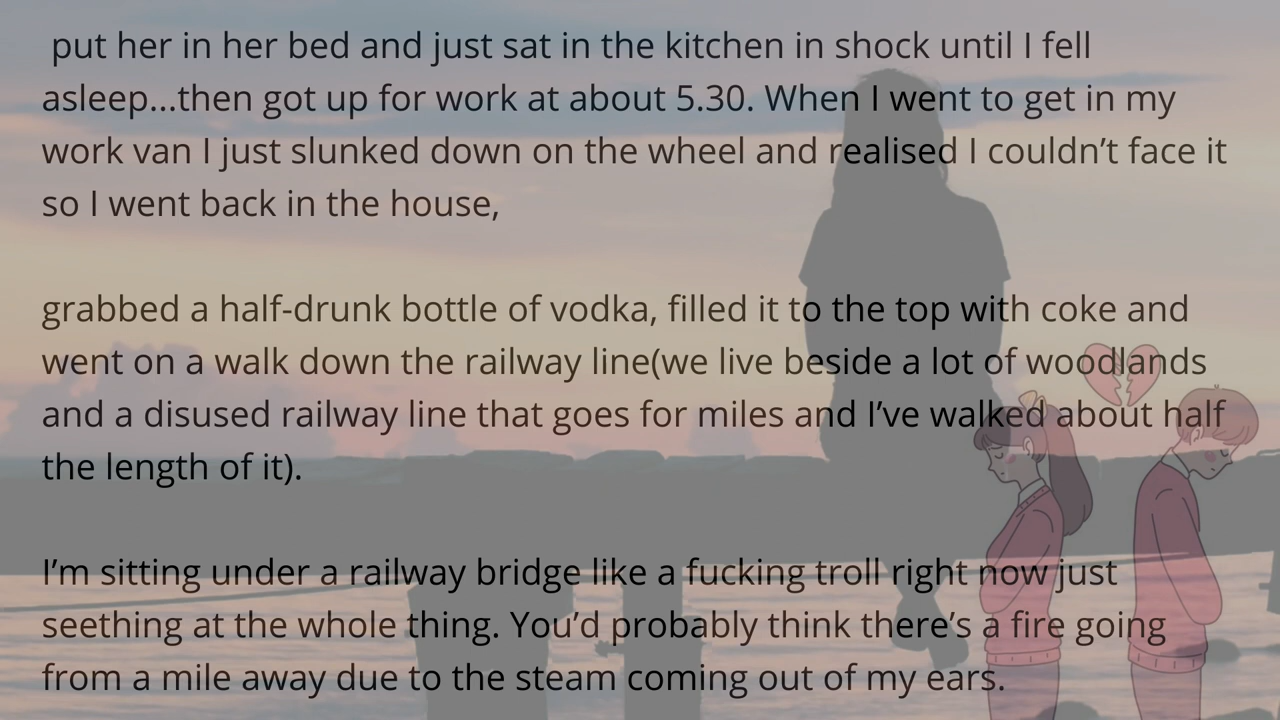 put her in her bed and just sat in the kitchen in shock until I fell
asleep...then got up for work at about 5.30. When I went to get in my
work van I just slunked down on the wheel and realised I couldn’t face it
so I went back in the house,
grabbed a half-drunk bottle of vodka, filled it to the top with coke and
went on a walk down the railway line(we live beside a lot of woodlands
and a disused railway line that goes for miles and I’ve walked about half
the length of it).
I’m sitting under a railway bridge like a fucking troll right now just
seething at the whole thing. You’d probably think there’s a fire going
from a mile away due to the steam coming out of my ears.